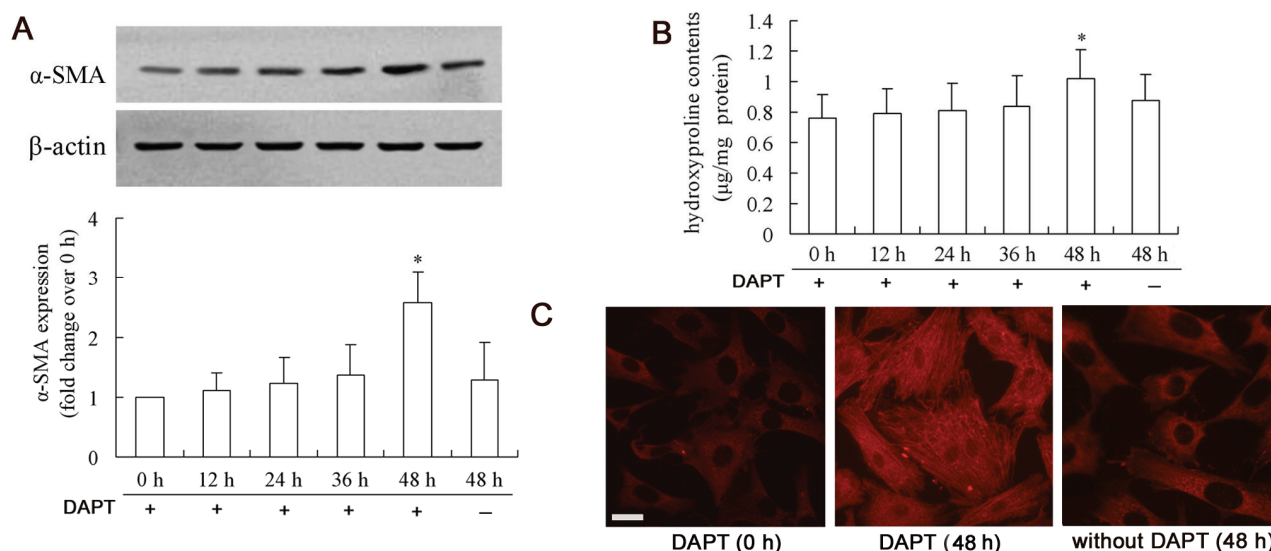 A
α-SMA
β-actin
α-SMA expression
(fold change over 0 h)
4
3
2
1
0
*
0 h 12 h 24 h 36 h 48 h 48 h
DAPT + + + + + –
B
hydroxyproline contents
(μg/mg protein)
1.4
1.2
1
0.8
0.6
0.4
0.2
0
*
0 h 12 h 24 h 36 h 48 h 48 h
DAPT + + + + + –
C
DAPT (0 h) DAPT (48 h) without DAPT (48 h)